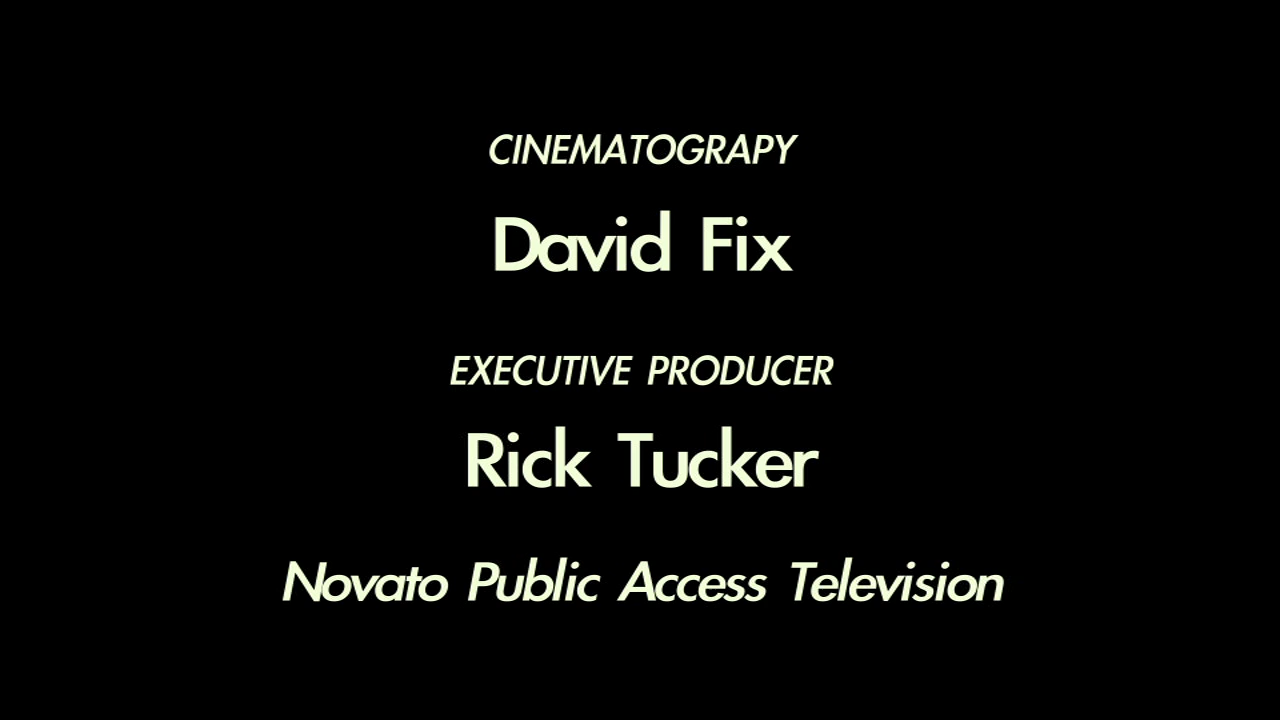 CINEMATOGRAPY
David Fix
EXECUTIVE PRODUCER
Rick Tucker
Novato Public Access Television